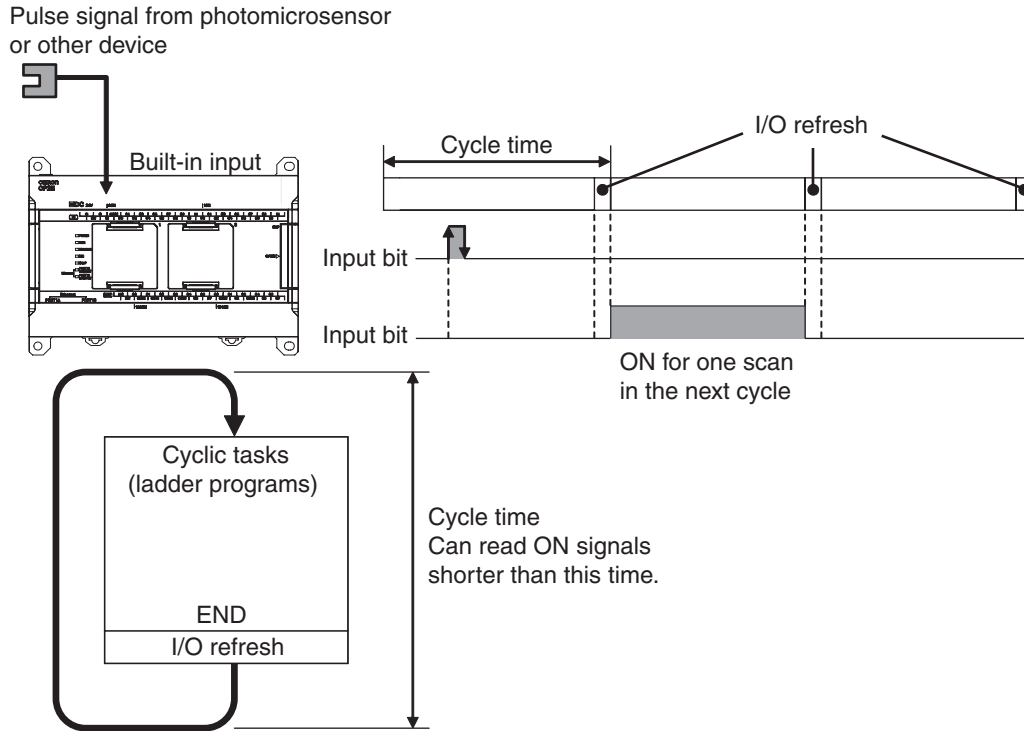 Pulse signal from photomicrosensor
or other device
Built-in input
Cycle time
I/O refresh
Input bit
Input bit
ON for one scan
in the next cycle
Cyclic tasks
(ladder programs)
END
I/O refresh
Cycle time
Can read ON signals
shorter than this time.